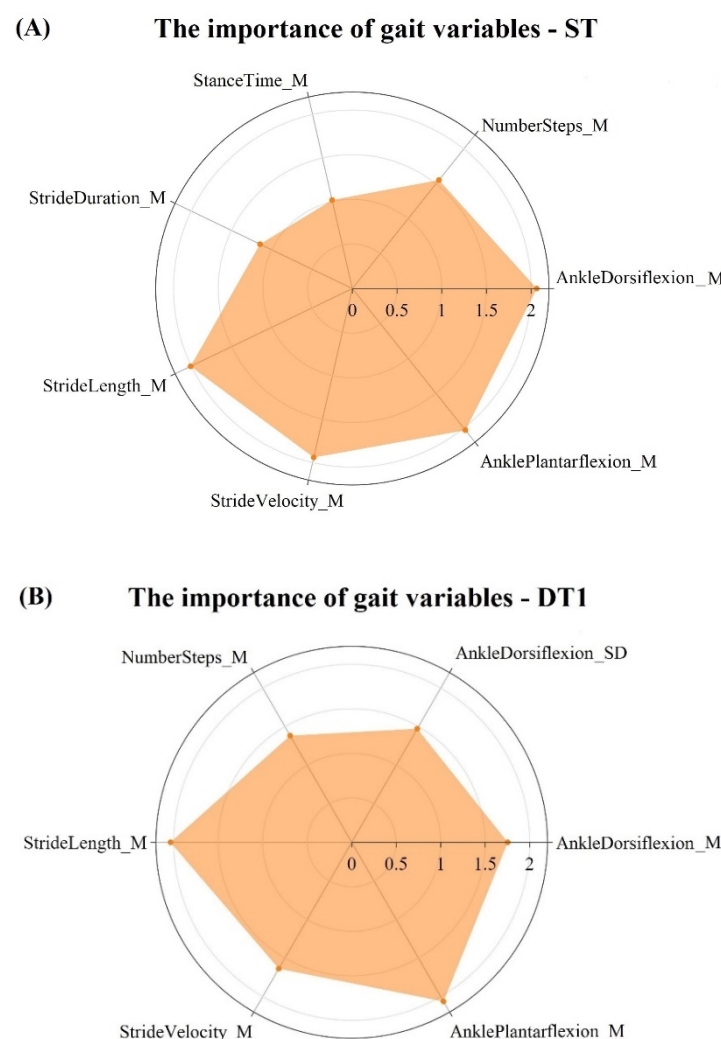 (A) The importance of gait variables - ST
StanceTime_M
NumberSteps_M
StrideDuration_M
AnkleDorsiflexion_M
0 0.5 1 1.5 2
StrideLength_M
AnklePlantarflexion_M
StrideVelocity_M
(B) The importance of gait variables - DT1
NumberSteps_M
AnkleDorsiflexion_SD
StrideLength_M
AnkleDorsiflexion_M
0 0.5 1 1.5 2
StrideVelocity_M
AnklePlantarflexion_M